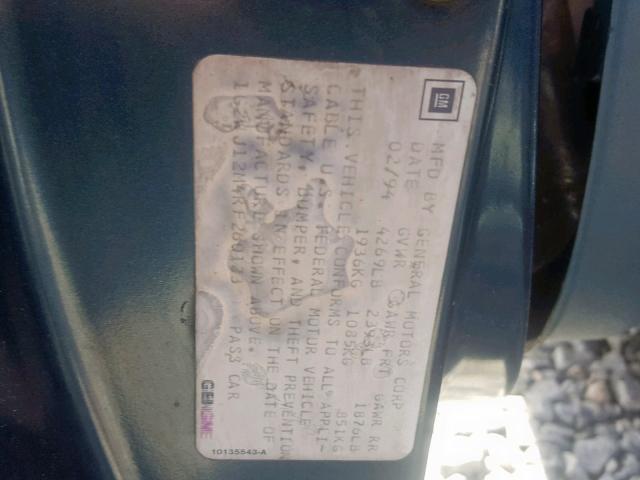 GM
MFD BY GENERAL MOTORS CORP
DATE GVWR GAWR FRT GAWR RR
02/94 4269LB 2393LB 1876LB
1936KG 1085KG 851KG
THIS VEHICLE CONFORMS TO ALL APPLI-
CABLE U.S. FEDERAL MOTOR VEHICLE
SAFETY, BUMPER, AND THEFT PREVENTION
STANDARDS IN EFFECT ON THE DATE OF
MANUFACTURE SHOWN ABOVE.
PASS CAR
10135543-A